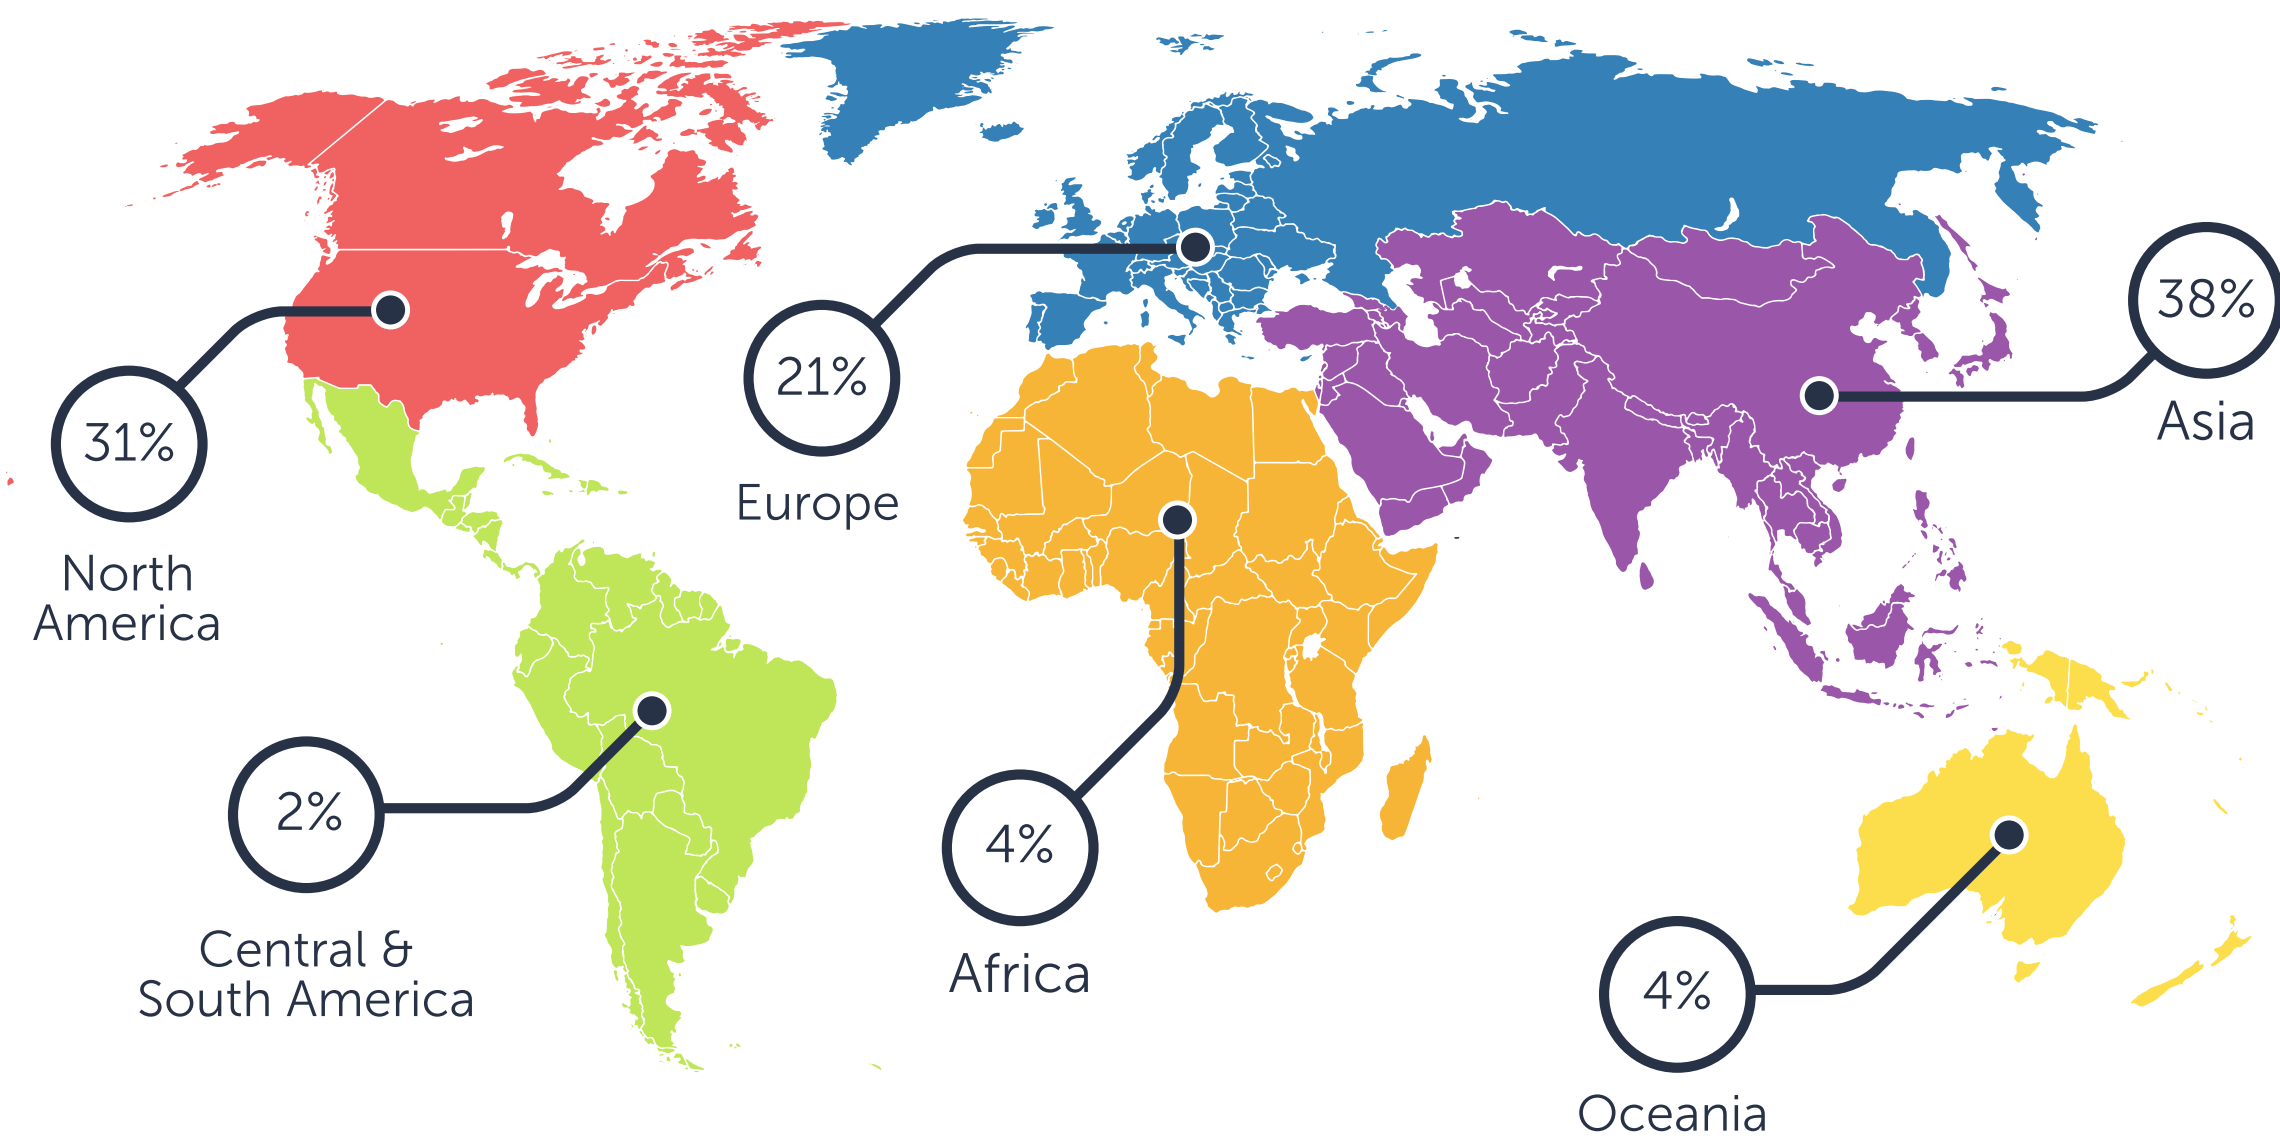 31%
North
America
21%
Europe
38%
Asia
2%
Central &
South America
4%
Africa
4%
Oceania